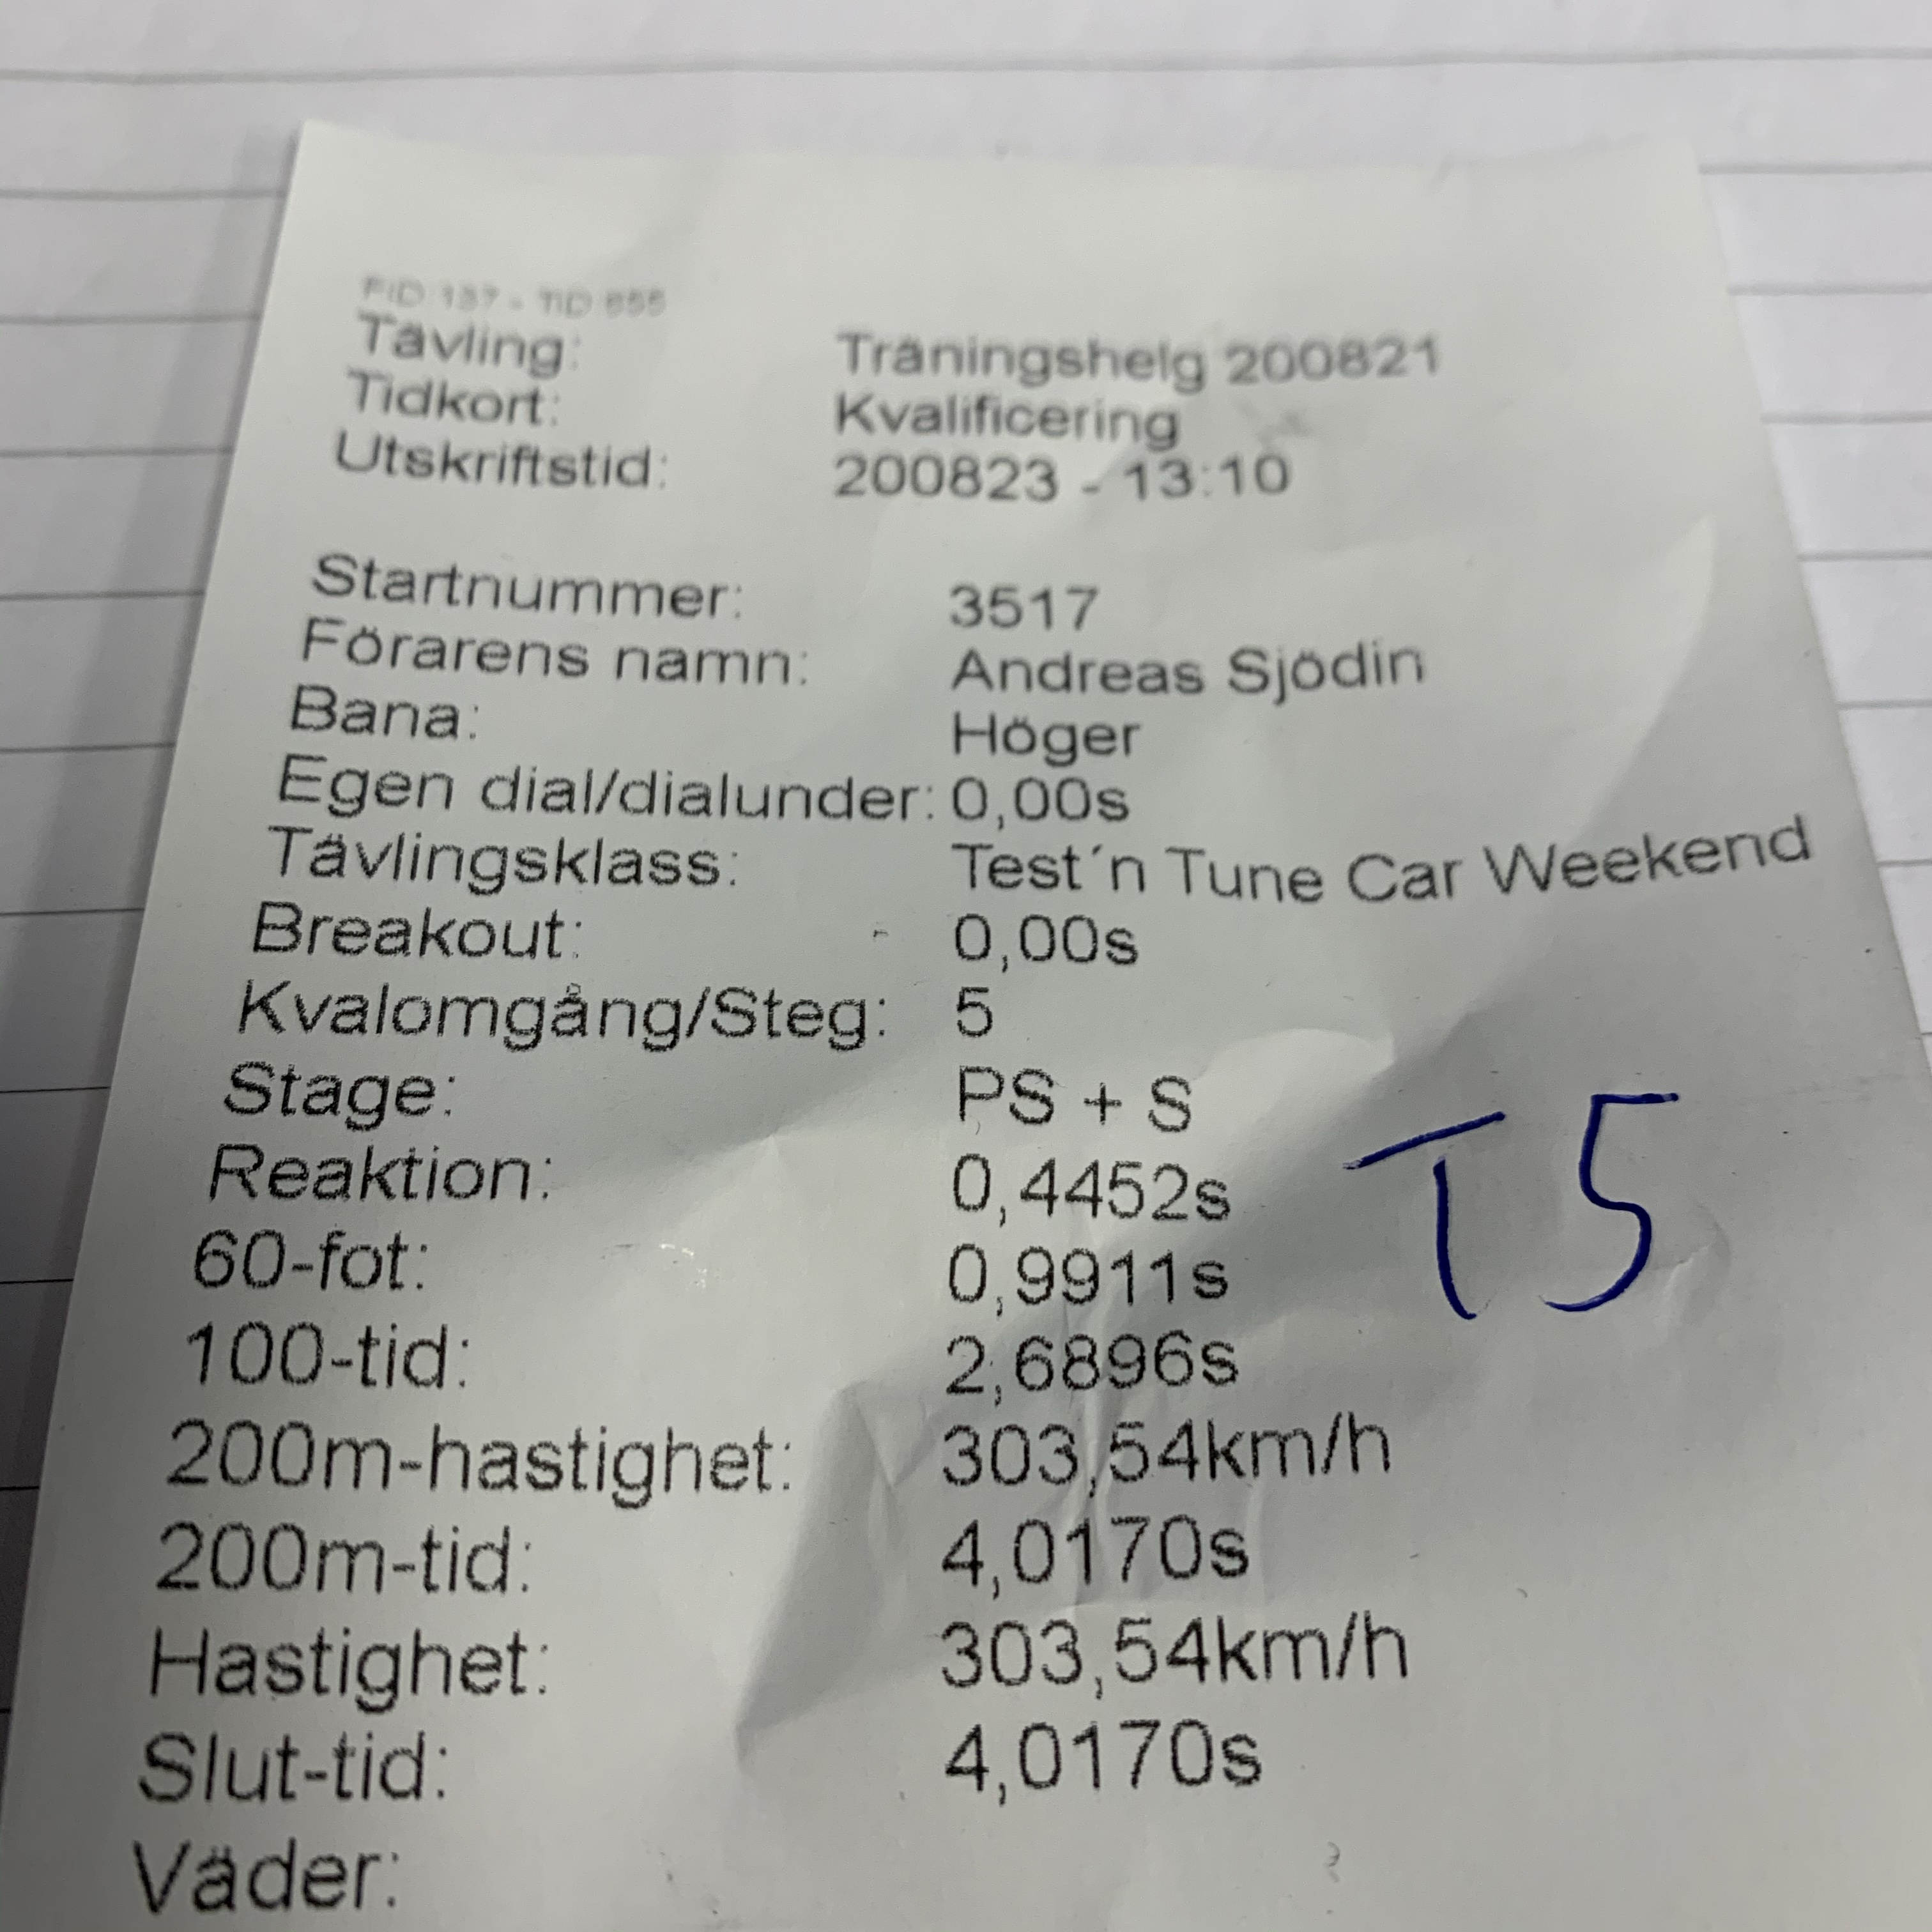 FID 137 - TID 855
Tävling: Träningshelg 200821
Tidkort: Kvalificering
Utskriftstid: 200823 - 13:10
Startnummer: 3517
Förarens namn: Andreas Sjödin
Bana: Höger
Egen dial/dialunder: 0,00s
Tävlingsklass: Test´n Tune Car Weekend
Breakout: 0,00s
Kvalomgång/Steg: 5
Stage: PS + S
Reaktion: 0,4452s
T5
60-fot: 0,9911s
100-tid: 2,6896s
200m-hastighet: 303,54km/h
200m-tid: 4,0170s
Hastighet: 303,54km/h
Slut-tid: 4,0170s
Väder: